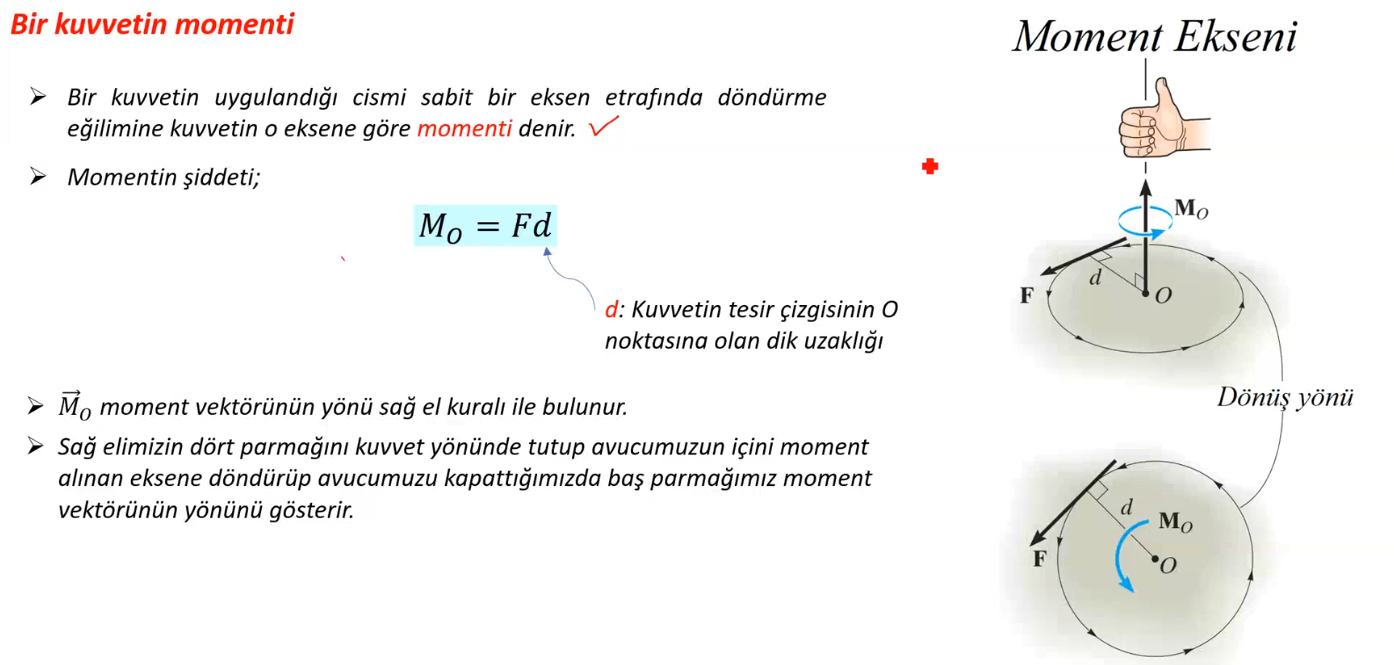 Bir kuvvetin momenti
➢ Bir kuvvetin uygulandığı cismi sabit bir eksen etrafında döndürme
eğilimine kuvvetin o eksene göre momenti denir.
➢ Momentin şiddeti;
M_O = Fd
d: Kuvvetin tesir çizgisinin O
noktasına olan dik uzaklığı
➢ M⃗_O moment vektörünün yönü sağ el kuralı ile bulunur.
➢ Sağ elimizin dört parmağını kuvvet yönünde tutup avucumuzun içini moment
alınan eksene döndürüp avucumuzu kapattığımızda baş parmağımız moment
vektörünün yönünü gösterir.
Moment Ekseni
M_O
d
F
O
Dönüş yönü
d
M_O
F
O